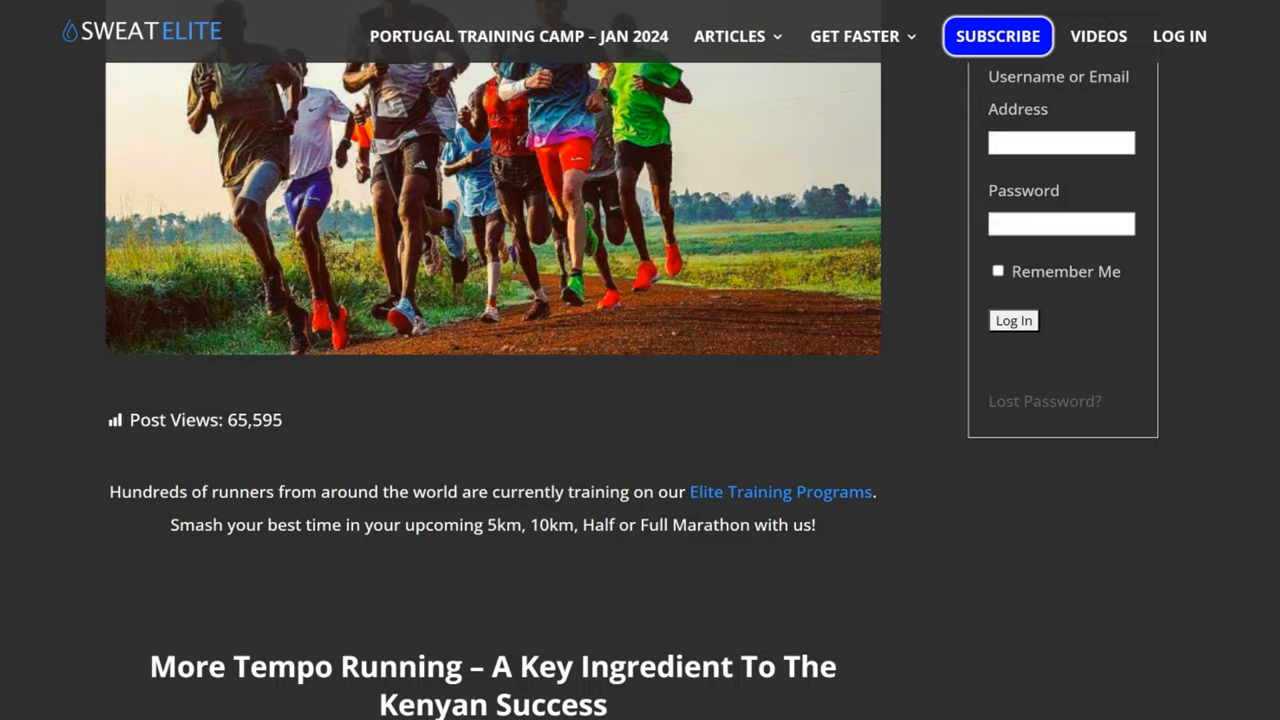 SWEATELITE
PORTUGAL TRAINING CAMP – JAN 2024 ARTICLES GET FASTER SUBSCRIBE VIDEOS LOG IN
Username or Email
Address
Password
Remember Me
Log In
Lost Password?
Post Views: 65,595
Hundreds of runners from around the world are currently training on our Elite Training Programs.
Smash your best time in your upcoming 5km, 10km, Half or Full Marathon with us!
More Tempo Running – A Key Ingredient To The
Kenyan Success